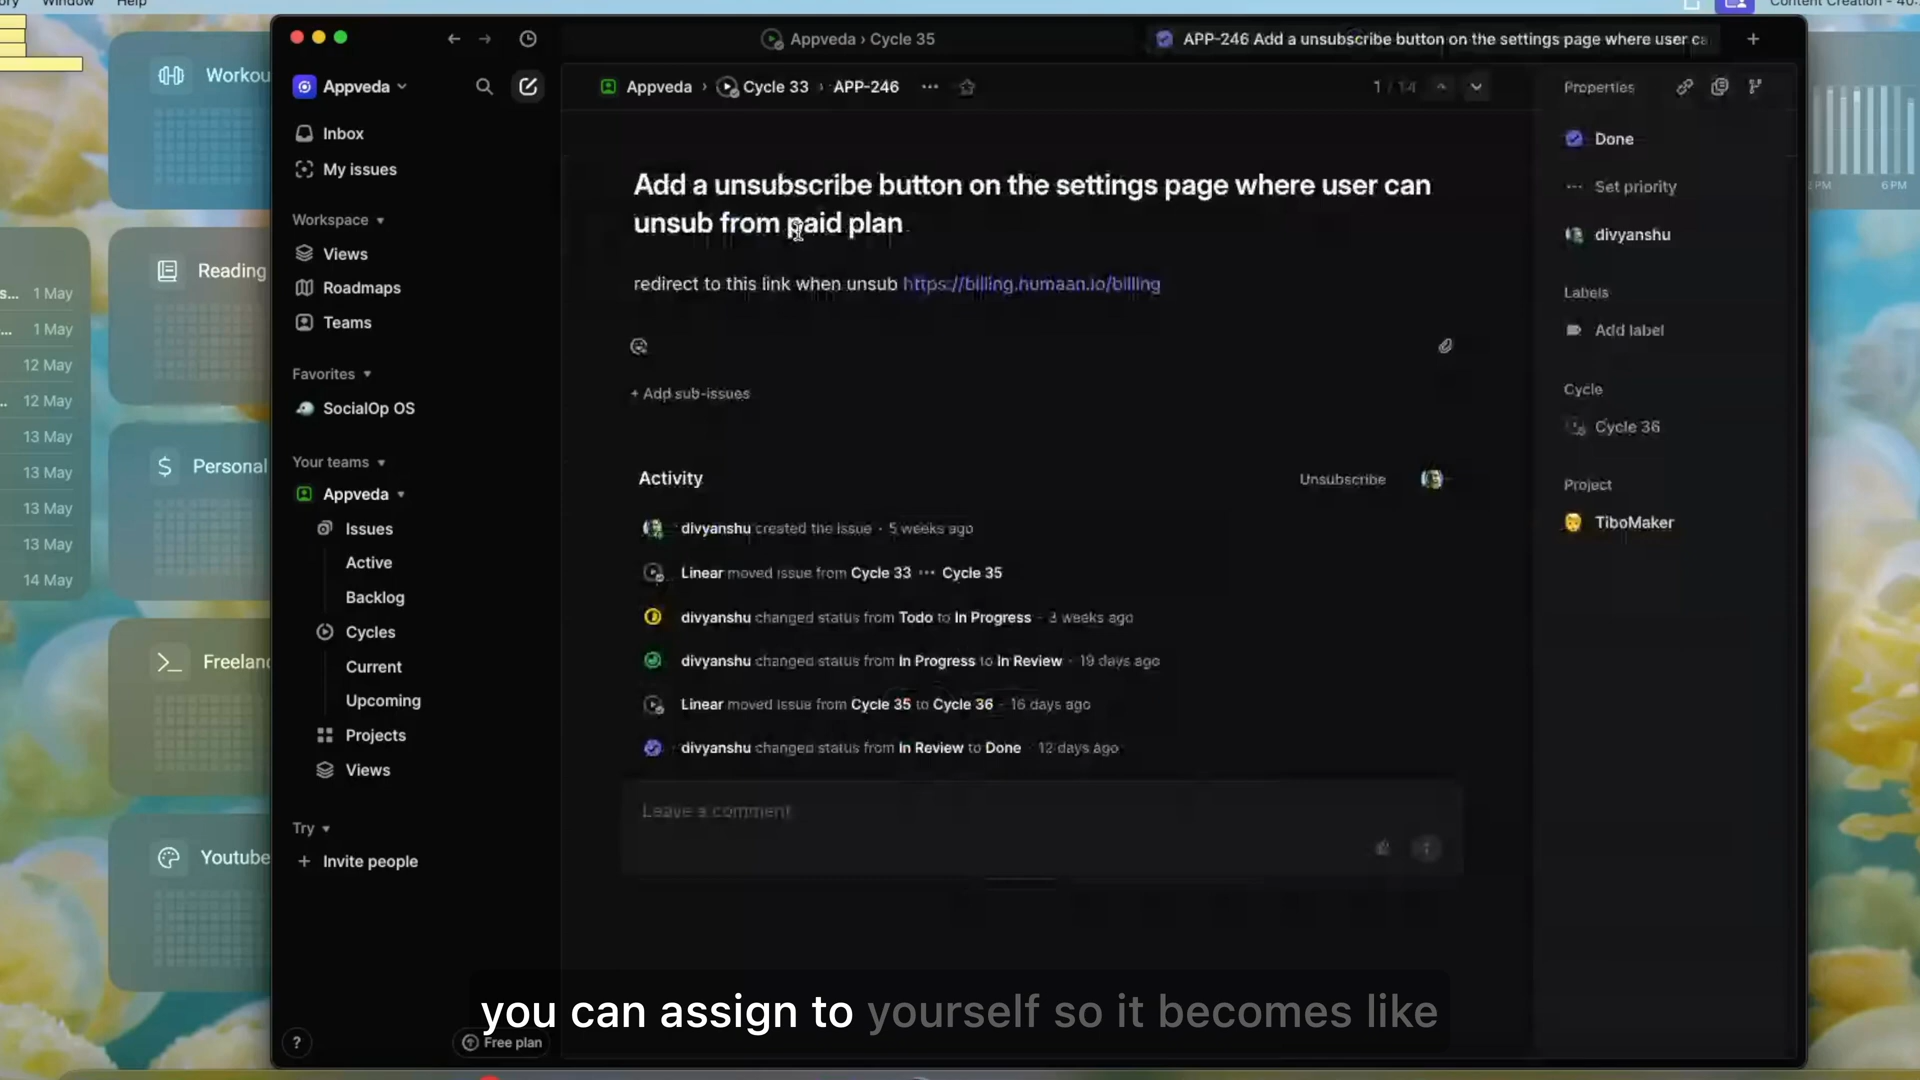 Window
Help
Content Creation - 40:
Workou
Reading
Personal
Freelanc
Youtube
1 May
1 May
12 May
12 May
13 May
13 May
13 May
13 May
14 May
Appveda › Cycle 35
APP-246 Add a unsubscribe button on the settings page where user ca
Appveda
Inbox
My issues
Workspace
Views
Roadmaps
Teams
Favorites
SocialOp OS
Your teams
Appveda
Issues
Active
Backlog
Cycles
Current
Upcoming
Projects
Views
Try
Invite people
Free plan
Appveda › Cycle 33 › APP-246
1 / 14
Add a unsubscribe button on the settings page where user can
unsub from paid plan
redirect to this link when unsub https://billing.humaan.io/billing
+ Add sub-issues
Activity
Unsubscribe
divyanshu created the issue · 5 weeks ago
Linear moved issue from Cycle 33 ··· Cycle 35
divyanshu changed status from Todo to In Progress · 3 weeks ago
divyanshu changed status from In Progress to In Review · 19 days ago
Linear moved issue from Cycle 35 to Cycle 36 · 16 days ago
divyanshu changed status from In Review to Done · 12 days ago
Leave a comment
Properties
Done
Set priority
divyanshu
Labels
Add label
Cycle
Cycle 36
Project
TiboMaker
6 PM
you can assign to yourself so it becomes like